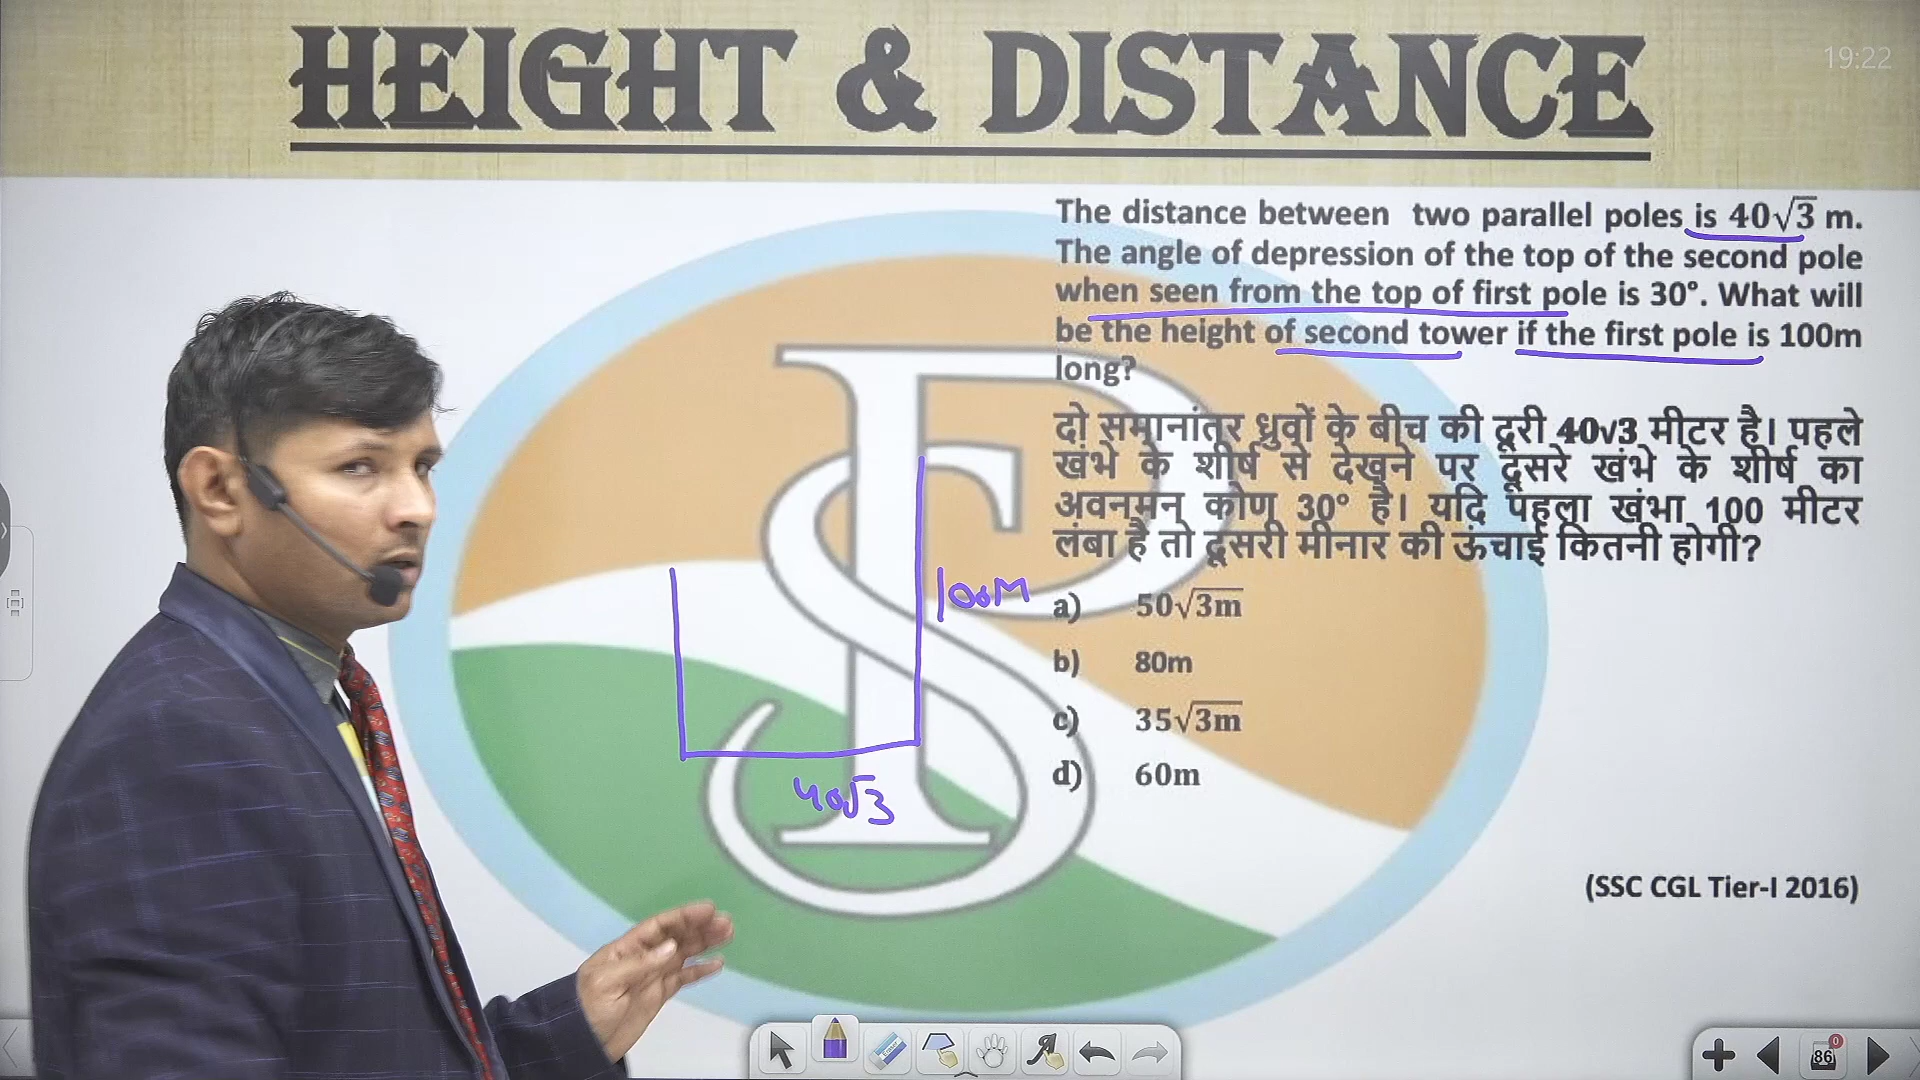 HEIGHT & DISTANCE
19:22
The distance between two parallel poles is 40√3 m.
The angle of depression of the top of the second pole
when seen from the top of first pole is 30°. What will
be the height of second tower if the first pole is 100m
long?
दो समानांतर ध्रुवों के बीच की दूरी 40√3 मीटर है। पहले
खंभे के शीर्ष से देखने पर दूसरे खंभे के शीर्ष का
अवनमन कोण 30° है। यदि पहला खंभा 100 मीटर
लंबा है तो दूसरी मीनार की ऊंचाई कितनी होगी?
100M
a) 50√3m
b) 80m
c) 35√3m
d) 60m
40√3
(SSC CGL Tier-I 2016)
86
0